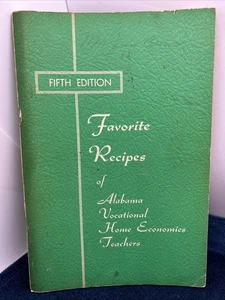 FIFTH EDITION
Favorite
Recipes
of
Alabama
Vocational
Home Economics
Teachers